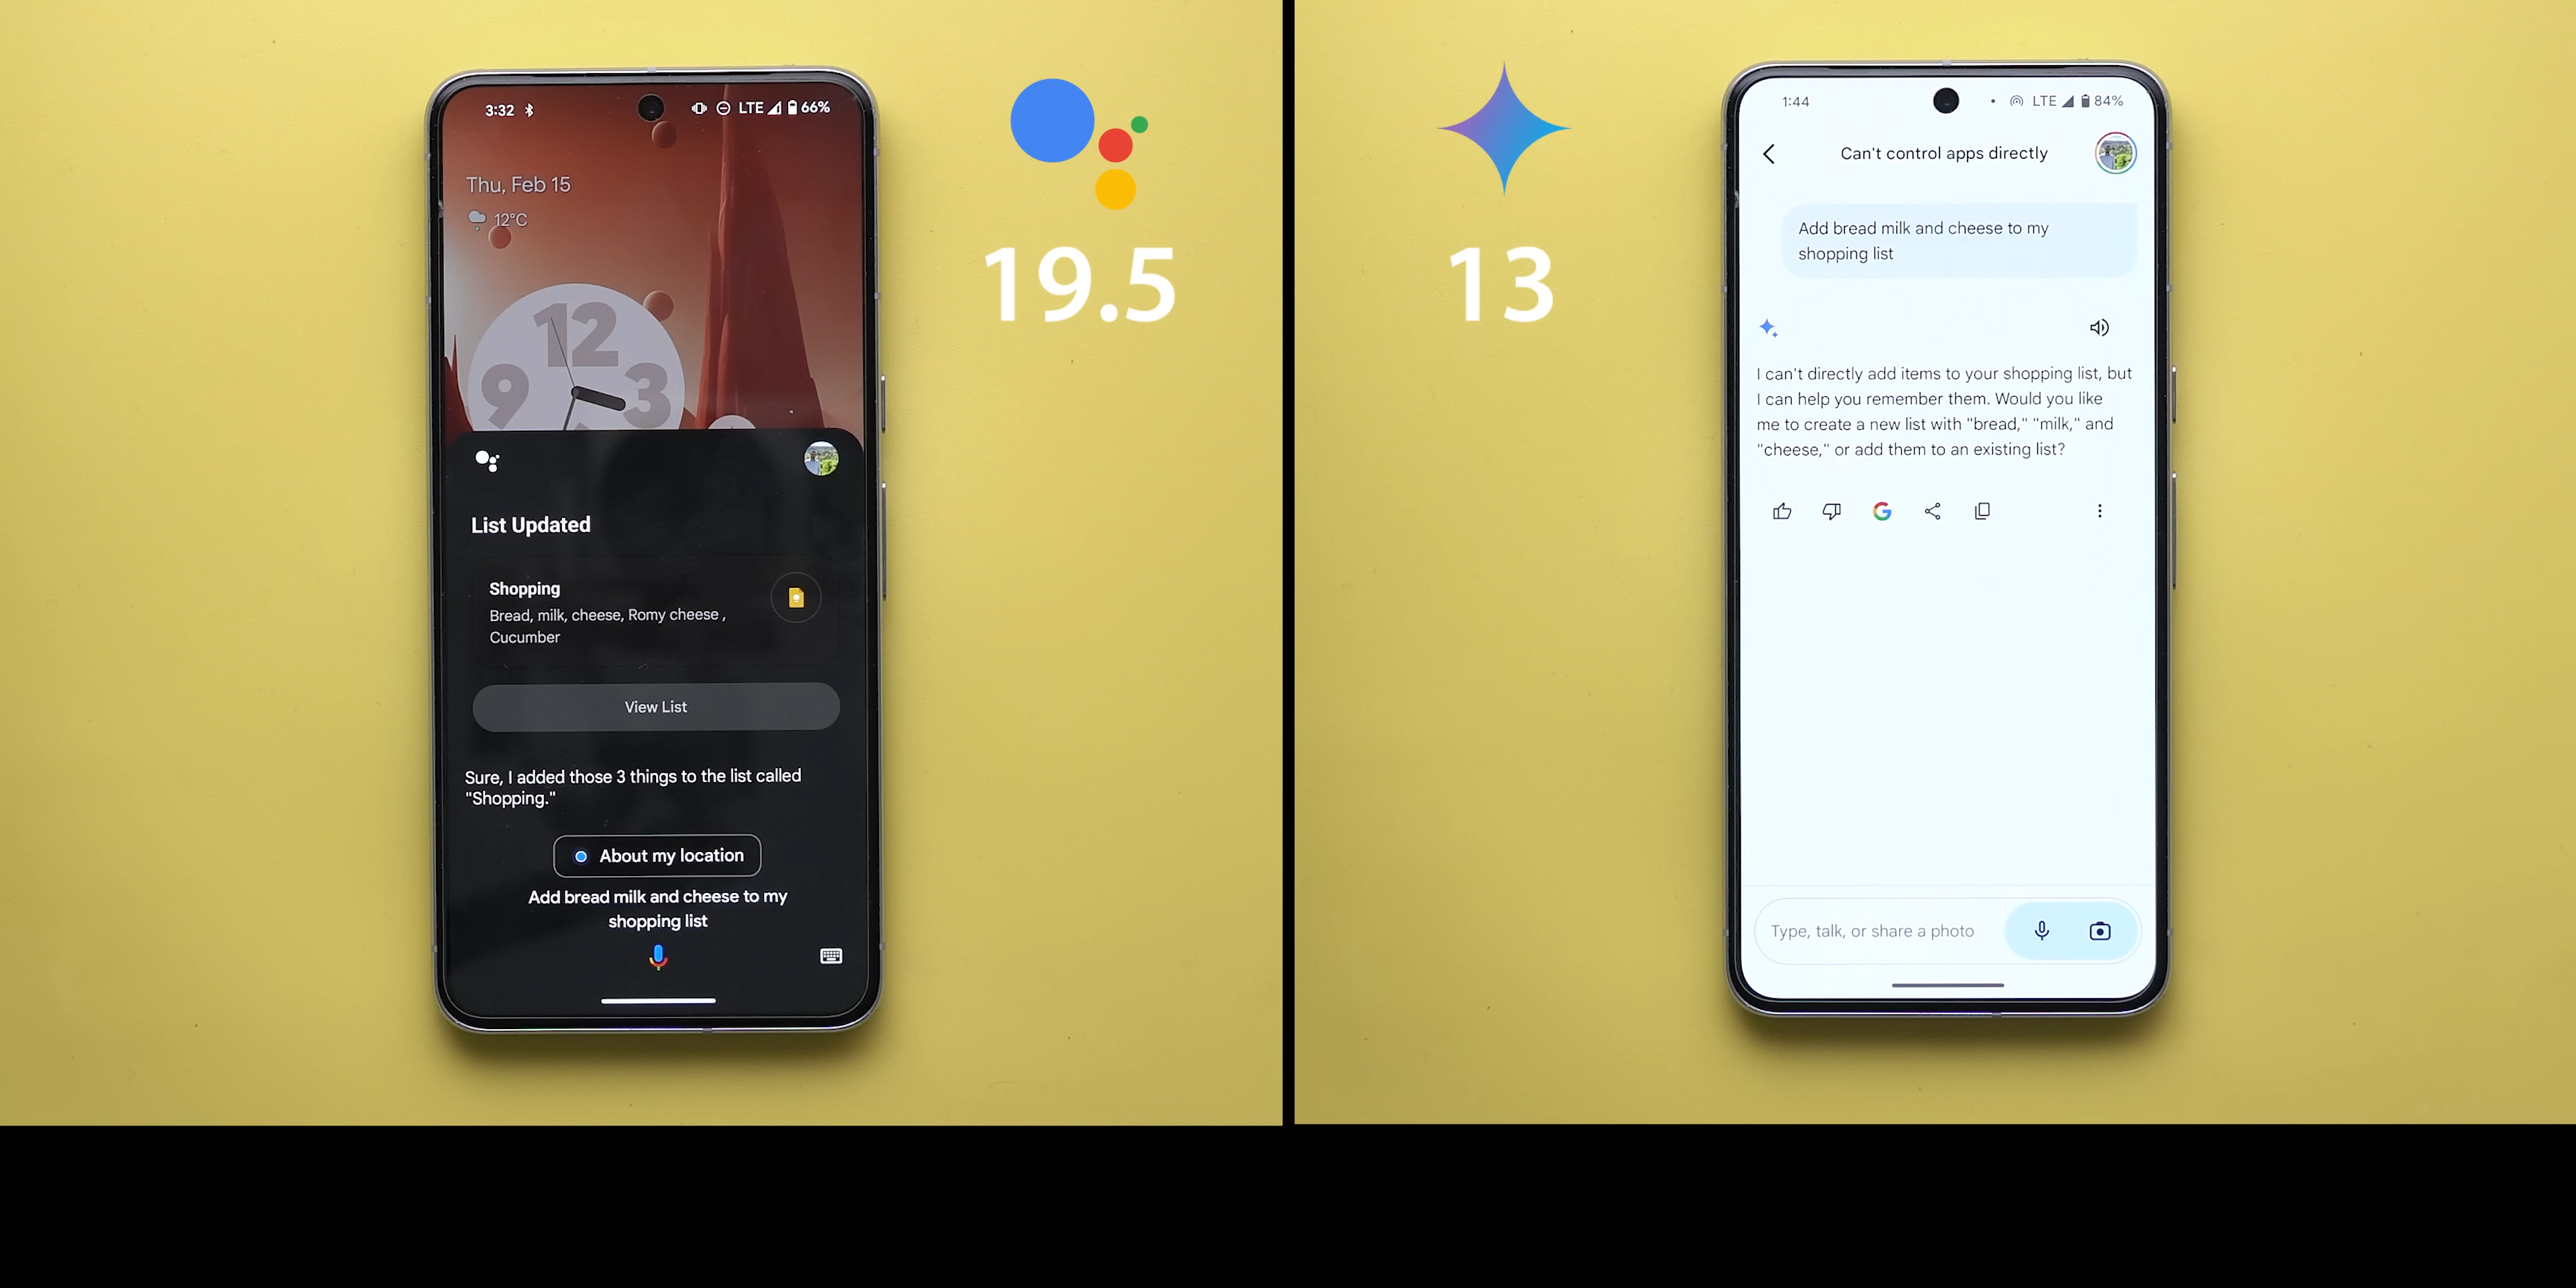 3:32
LTE
66%
Thu, Feb 15
12°C
12
9
3
List Updated
Shopping
Bread, milk, cheese, Romy cheese ,
Cucumber
View List
Sure, I added those 3 things to the list called
"Shopping."
About my location
Add bread milk and cheese to my
shopping list
19.5
13
1:44
LTE
84%
Can't control apps directly
Add bread milk and cheese to my
shopping list
I can't directly add items to your shopping list, but
I can help you remember them. Would you like
me to create a new list with "bread," "milk," and
"cheese," or add them to an existing list?
G
Type, talk, or share a photo